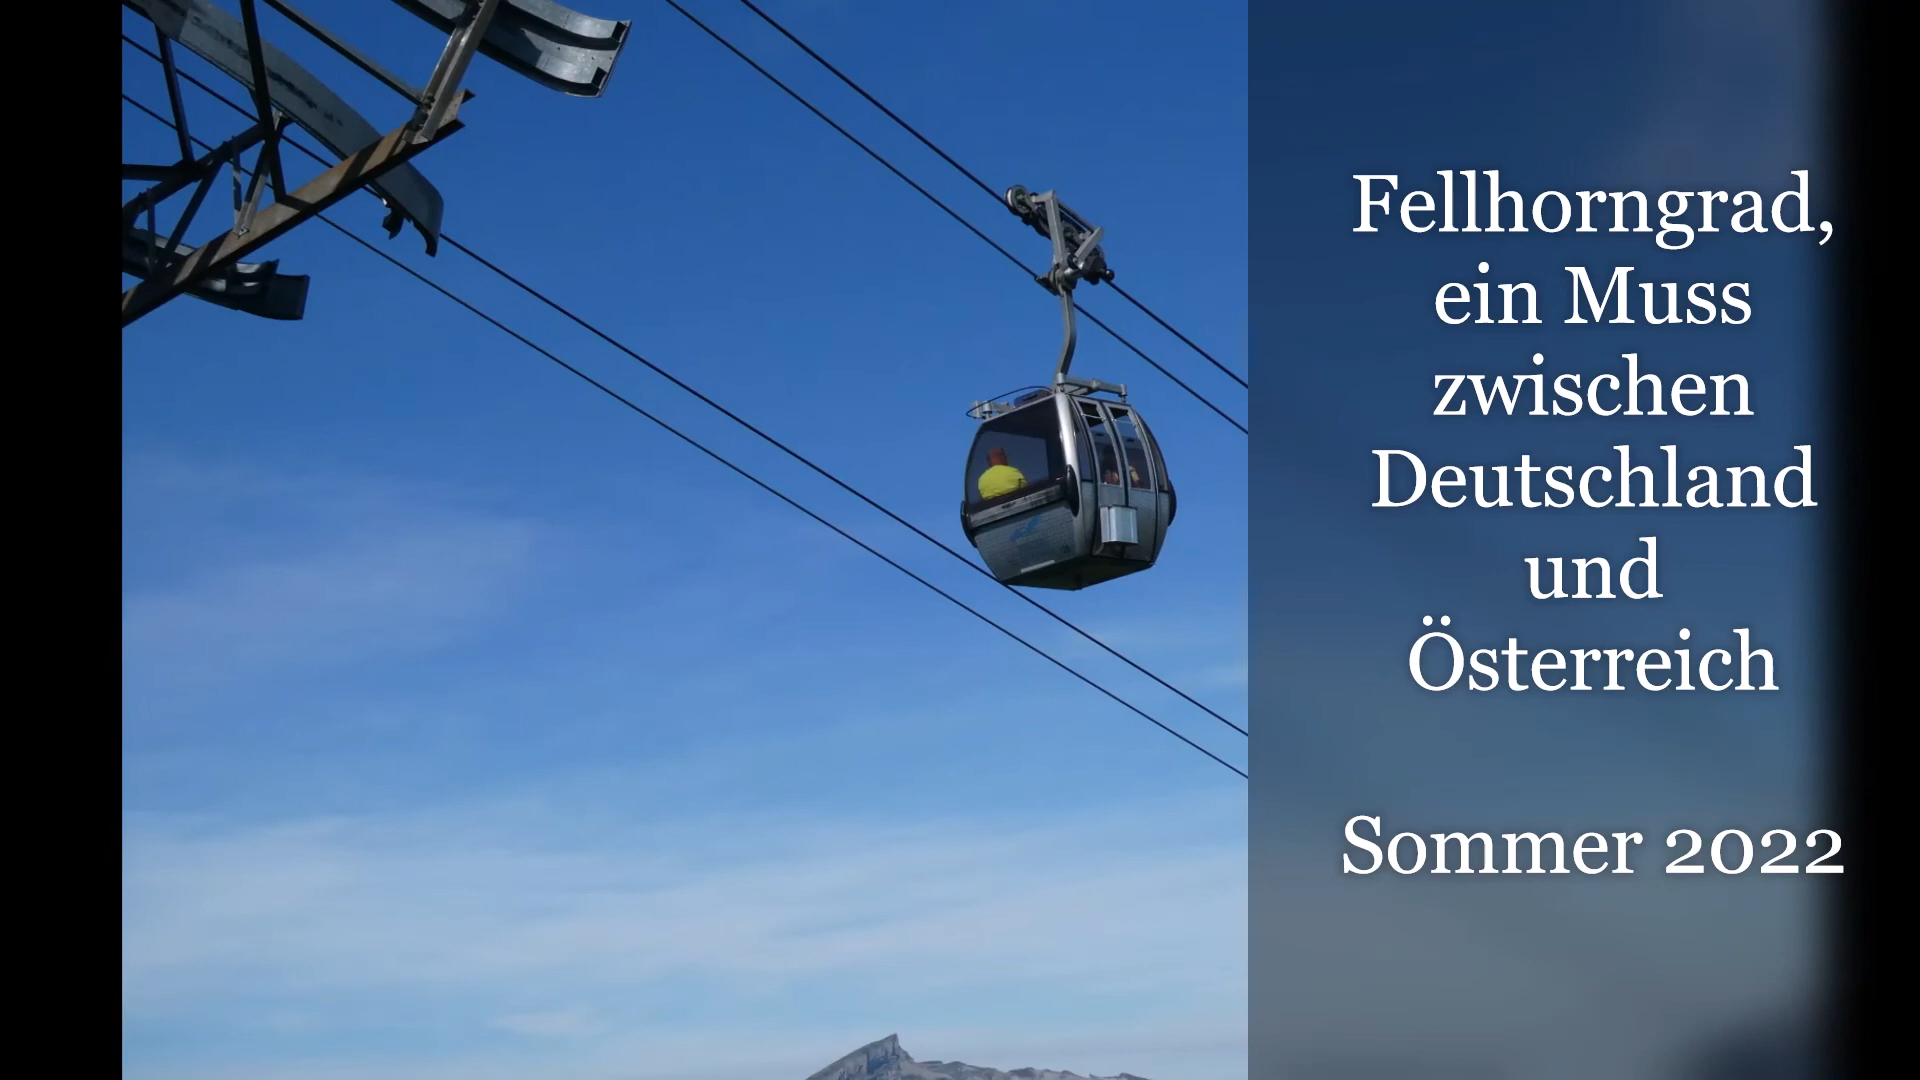 Fellhorngrad,
ein Muss
zwischen
Deutschland
und
Österreich
Sommer 2022